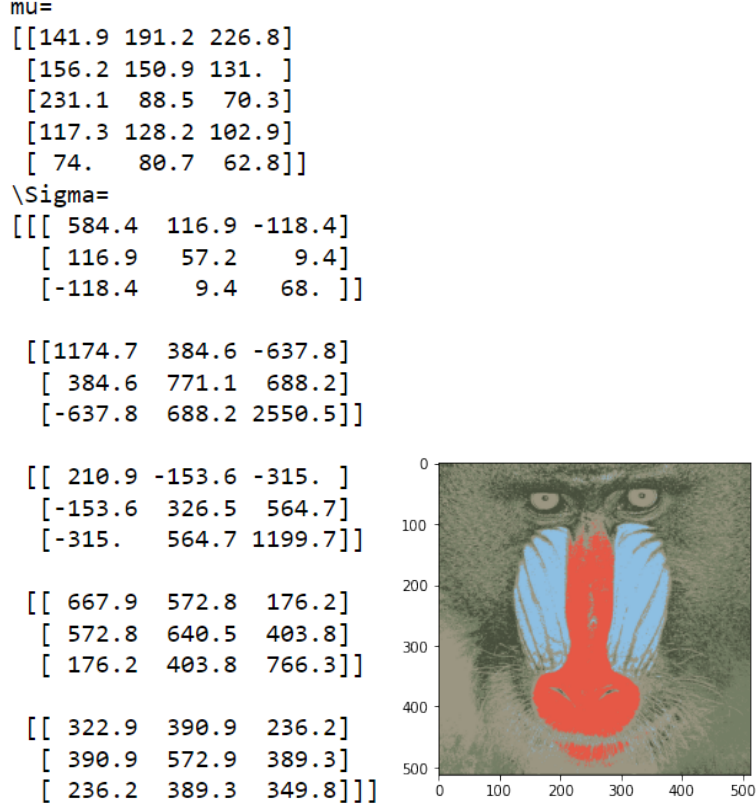 mu=
[[141.9 191.2 226.8]
[156.2 150.9 131. ]
[231.1 88.5 70.3]
[117.3 128.2 102.9]
[ 74. 80.7 62.8]]
\Sigma=
[[[ 584.4 116.9 -118.4]
[ 116.9 57.2 9.4]
[-118.4 9.4 68. ]]
[[1174.7 384.6 -637.8]
[ 384.6 771.1 688.2]
[-637.8 688.2 2550.5]]
[[ 210.9 -153.6 -315. ]
[-153.6 326.5 564.7]
[-315. 564.7 1199.7]]
[[ 667.9 572.8 176.2]
[ 572.8 640.5 403.8]
[ 176.2 403.8 766.3]]
[[ 322.9 390.9 236.2]
[ 390.9 572.9 389.3]
[ 236.2 389.3 349.8]]]
0
100
200
300
400
500
0 100 200 300 400 500